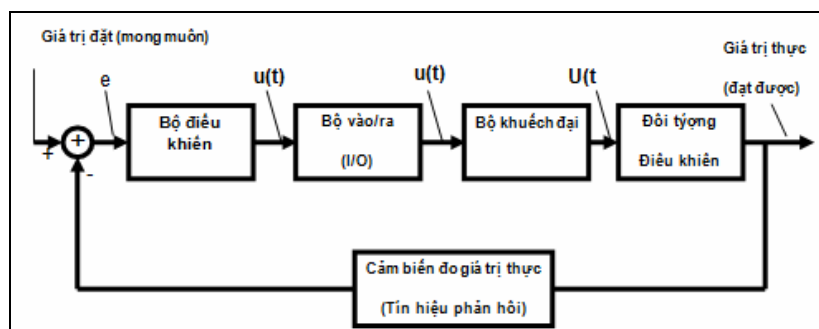 Giá trị đặt (mong muôn)
Giá trị thực
(đạt được)
e
u(t)
u(t)
U(t
Bộ điều
khiển
Bộ vào/ra
(I/O)
Bộ khuếch đại
Đôi týợng
Điêu khiên
+
+
-
Cảm biến đo giá trị thực
(Tín hiệu phản hồi)